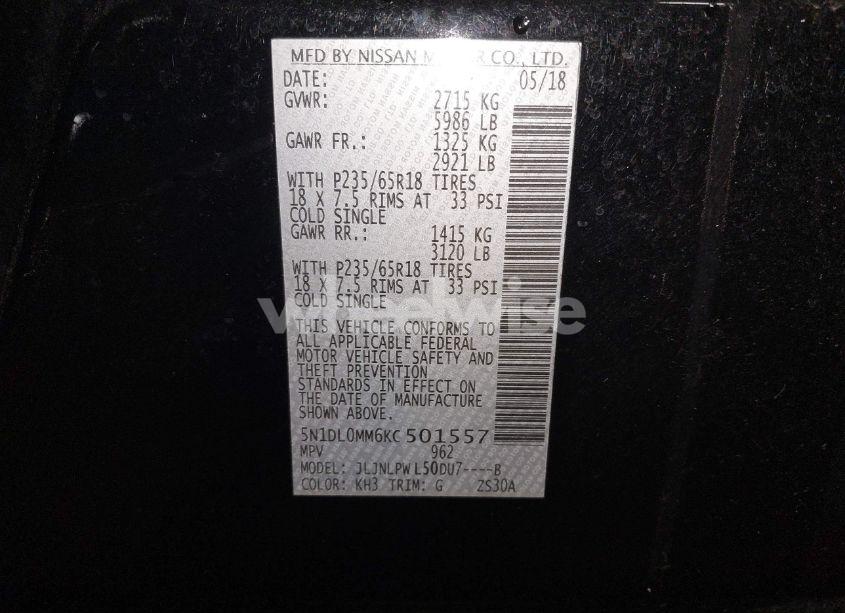 MFD BY NISSAN M R CO., LTD.
DATE: 05/18
GVWR: 2715 KG
5986 LB
GAWR FR.: 1325 KG
2921 LB
WITH P235/65R18 TIRES
18 X 7.5 RIMS AT 33 PSI
COLD SINGLE
GAWR RR.: 1415 KG
3120 LB
WITH P235/65R18 TIRES
18 X 7.5 RIMS AT 33 PSI
COLD SINGLE
wheelwise
THIS VEHICLE CONFORMS TO
ALL APPLICABLE FEDERAL
MOTOR VEHICLE SAFETY AND
THEFT PREVENTION
STANDARDS IN EFFECT ON
THE DATE OF MANUFACTURE
SHOWN ABOVE.
5N1DL0MM6KC501557
MPV 962
MODEL: JLJNLPWL50DU7----B
COLOR: KH3 TRIM: G 2S30A